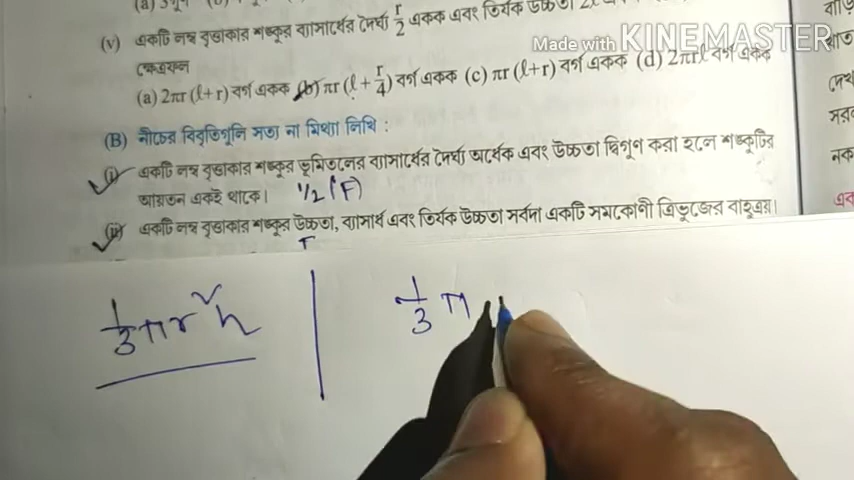 (v) একটি লম্ব বৃত্তাকার শঙ্কুর ব্যাসার্ধের দৈর্ঘ্য r/2 একক এবং তির্যক উচ্চতা 2l
Made with KINEMASTER
ক্ষেত্রফল
(a) 2πr (l+r) বর্গ একক (b) πr (l + r/4) বর্গ একক (c) πr (l+r) বর্গ একক (d) 2πrl বর্গ একক
(B) নীচের বিবৃতিগুলি সত্য না মিথ্যা লিখি :
(i) একটি লম্ব বৃত্তাকার শঙ্কুর ভূমিতলের ব্যাসার্ধের দৈর্ঘ্য অর্ধেক এবং উচ্চতা দ্বিগুণ করা হলে শঙ্কুটির
আয়তন একই থাকে। 1/2 (F)
(ii) একটি লম্ব বৃত্তাকার শঙ্কুর উচ্চতা, ব্যাসার্ধ এবং তির্যক উচ্চতা সর্বদা একটি সমকোণী ত্রিভুজের বাহুত্রয়।
T
1/3 πr²h | 1/3 π